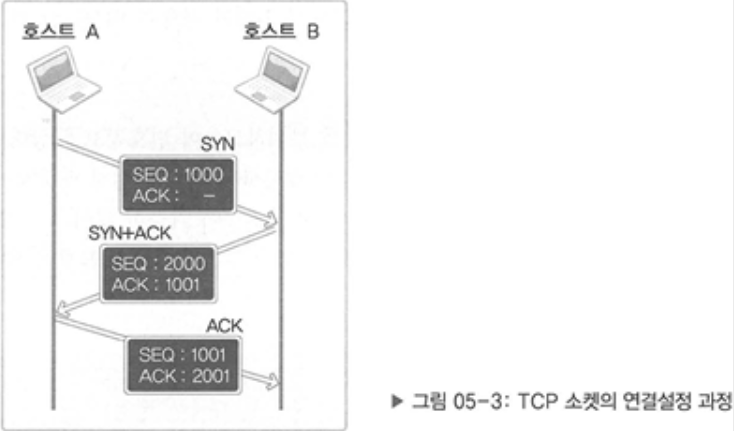 호스트 A 호스트 B
SYN
SEQ : 1000
ACK : -
SYN+ACK
SEQ : 2000
ACK : 1001
ACK
SEQ : 1001
ACK : 2001
▶ 그림 05-3: TCP 소켓의 연결설정 과정